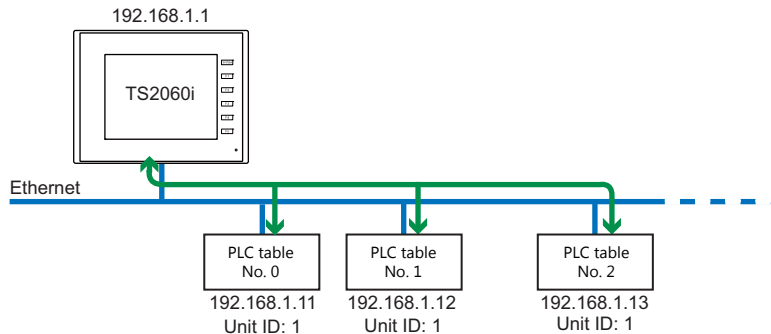 192.168.1.1
TS2060i
Ethernet
PLC table
No. 0
PLC table
No. 1
PLC table
No. 2
192.168.1.11
Unit ID: 1
192.168.1.12
Unit ID: 1
192.168.1.13
Unit ID: 1